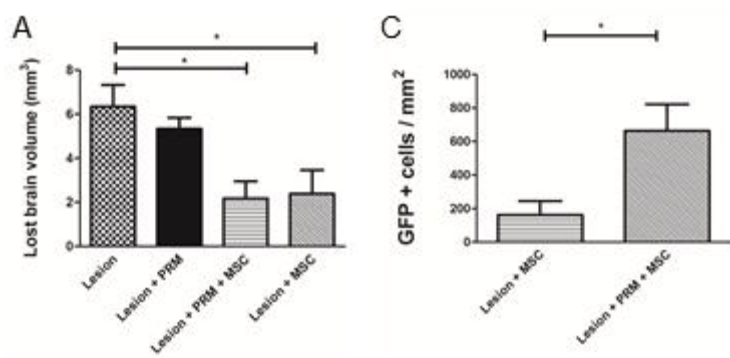 A
*
*
Lost brain volume (mm³)
8
6
4
2
0
Lesion
Lesion + PRM
Lesion + PRM + MSC
Lesion + MSC
C
*
GFP + cells / mm²
1000
800
600
400
200
0
Lesion + MSC
Lesion + PRM + MSC